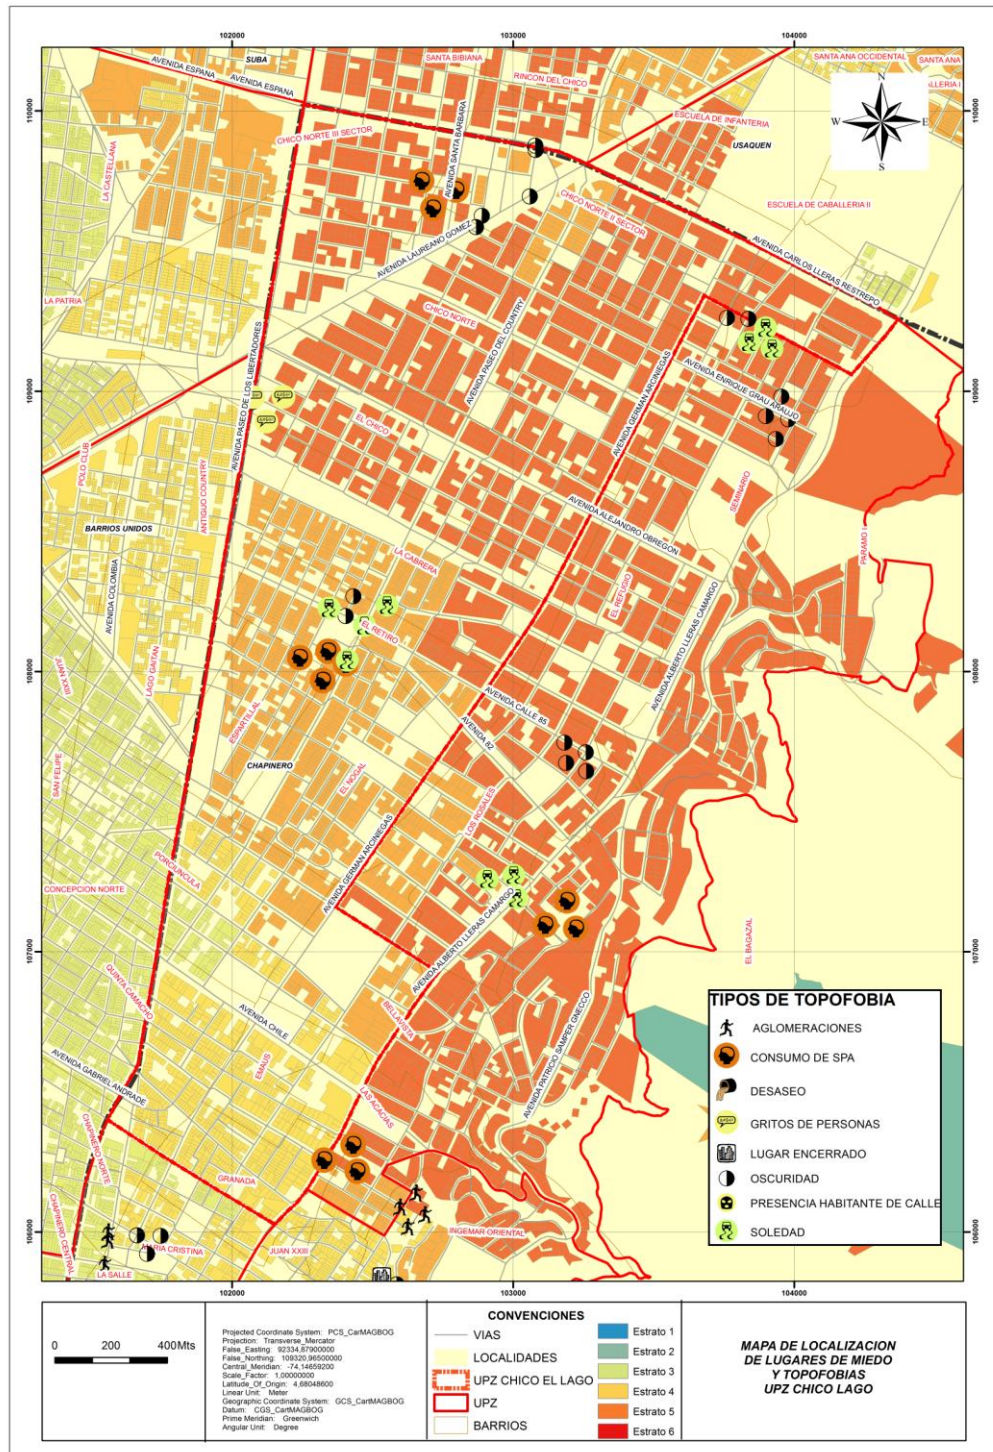 102000
103000
104000
SANTA BIBIANA
SANTA ANA OCCIDENTAL
SANTA ANA
SUBA
AVENIDA ESPANA
AVENIDA ESPANA
RINCON DEL CHICO
110000
110000
CHICO NORTE III SECTOR
AVENIDA SANTA BARBARA
ESCUELA DE INFANTERIA
USAQUEN
N
W
E
S
LA CASTELLANA
ESCUELA DE CABALLERIA II
CHICO NORTE II SECTOR
AVENIDA LAUREANO GOMEZ
AVENIDA CARLOS LLERAS RESTREPO
LA PATRIA
CHICO NORTE
AVENIDA PASEO DEL COUNTRY
AVENIDA PASEO DE LOS LIBERTADORES
AVENIDA GERMAN ARCINIEGAS
AVENIDA ENRIQUE GRAU ARAUJO
109000
109000
EL CHICO
POLO CLUB
ANTIGUO COUNTRY
SEMINARIO
BARRIOS UNIDOS
AVENIDA ALEJANDRO OBREGON
PARAMO I
LA CABRERA
AVENIDA COLOMBIA
EL REFUGIO
AVENIDA ALBERTO LLERAS CAMARGO
EL RETIRO
JUAN XXIII
LAGO GAITAN
108000
108000
ESPARTILLAL
AVENIDA CALLE 85
AVENIDA 82
SAN FELIPE
CHAPINERO
EL NOGAL
LOS ROSALES
AVENIDA GERMAN ARCINIEGAS
PORCIUNCULA
CONCEPCION NORTE
AVENIDA ALBERTO LLERAS CAMARGO
EL BAGAZAL
107000
107000
QUINTA CAMACHO
BELLAVISTA
AVENIDA CHILE
AVENIDA PATRICIO SAMPER GNECCO
EMAUS
AVENIDA GABRIEL ANDRADE
LAS ACACIAS
CHAPINERO NORTE
GRANADA
CHAPINERO CENTRAL
INGEMAR ORIENTAL
106000
106000
MARIA CRISTINA
JUAN XXIII
LA SALLE
102000
103000
104000
TIPOS DE TOPOFOBIA
AGLOMERACIONES
CONSUMO DE SPA
DESASEO
GRITOS DE PERSONAS
LUGAR ENCERRADO
OSCURIDAD
PRESENCIA HABITANTE DE CALLE
SOLEDAD
0 200 400Mts
Projected Coordinate System: PCS_CarMAGBOG
Projection: Transverse_Mercator
False_Easting: 92334,87900000
False_Northing: 109320,96500000
Central_Meridian: -74,14659200
Scale_Factor: 1,00000000
Latitude_Of_Origin: 4,68048600
Linear Unit: Meter
Geographic Coordinate System: GCS_CartMAGBOG
Datum: CGS_CartMAGBOG
Prime Meridian: Greenwich
Angular Unit: Degree
CONVENCIONES
VIAS
LOCALIDADES
UPZ CHICO EL LAGO
UPZ
BARRIOS
Estrato 1
Estrato 2
Estrato 3
Estrato 4
Estrato 5
Estrato 6
MAPA DE LOCALIZACION
DE LUGARES DE MIEDO
Y TOPOFOBIAS
UPZ CHICO LAGO